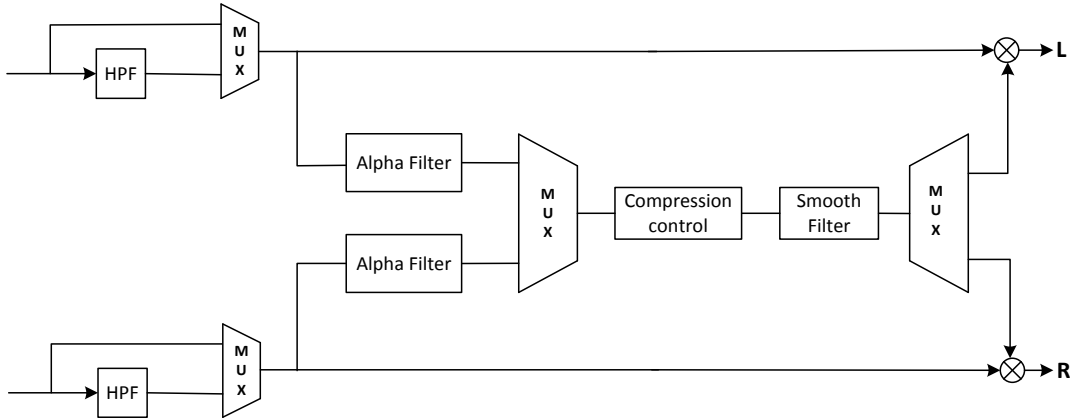 HPF
M
U
X
L
Alpha Filter
M
U
X
Compression
control
Smooth
Filter
M
U
X
Alpha Filter
HPF
M
U
X
R